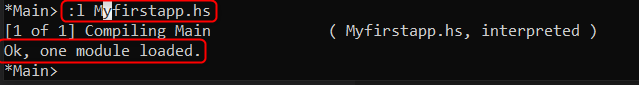 *Main> :l Myfirstapp.hs
[1 of 1] Compiling Main             ( Myfirstapp.hs, interpreted )
Ok, one module loaded.
*Main>